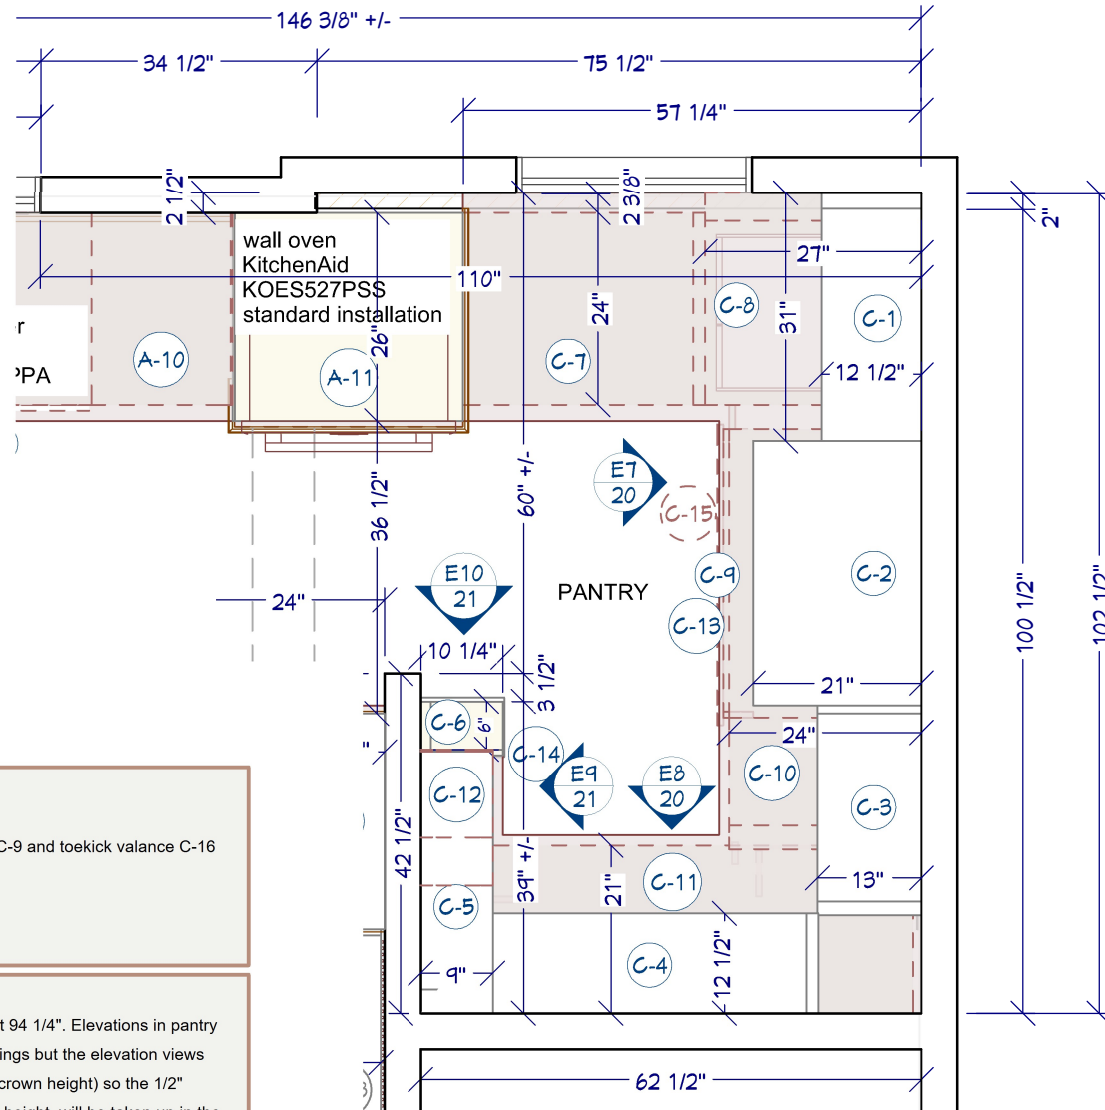 146 3/8" +/-
34 1/2"
75 1/2"
57 1/4"
2 1/2"
2 3/8"
2"
wall oven
KitchenAid
KOES527PSS
standard installation
27"
110"
C-8
C-1
24"
31"
r
26"
A-10
A-11
C-7
12 1/2"
PPA
E7
20
60" +/-
36 1/2"
C-15
E10
21
PANTRY
C-9
C-2
24"
C-13
100 1/2"
102 1/2"
10 1/4"
3 1/2"
21"
C-6
6"
24"
C-14
E9
21
E8
20
C-10
C-12
C-3
42 1/2"
C-9 and toekick valance C-16
39" +/-
21"
C-11
13"
C-5
C-4
12 1/2"
9"
t 94 1/4". Elevations in pantry
ings but the elevation views
crown height) so the 1/2"
62 1/2"